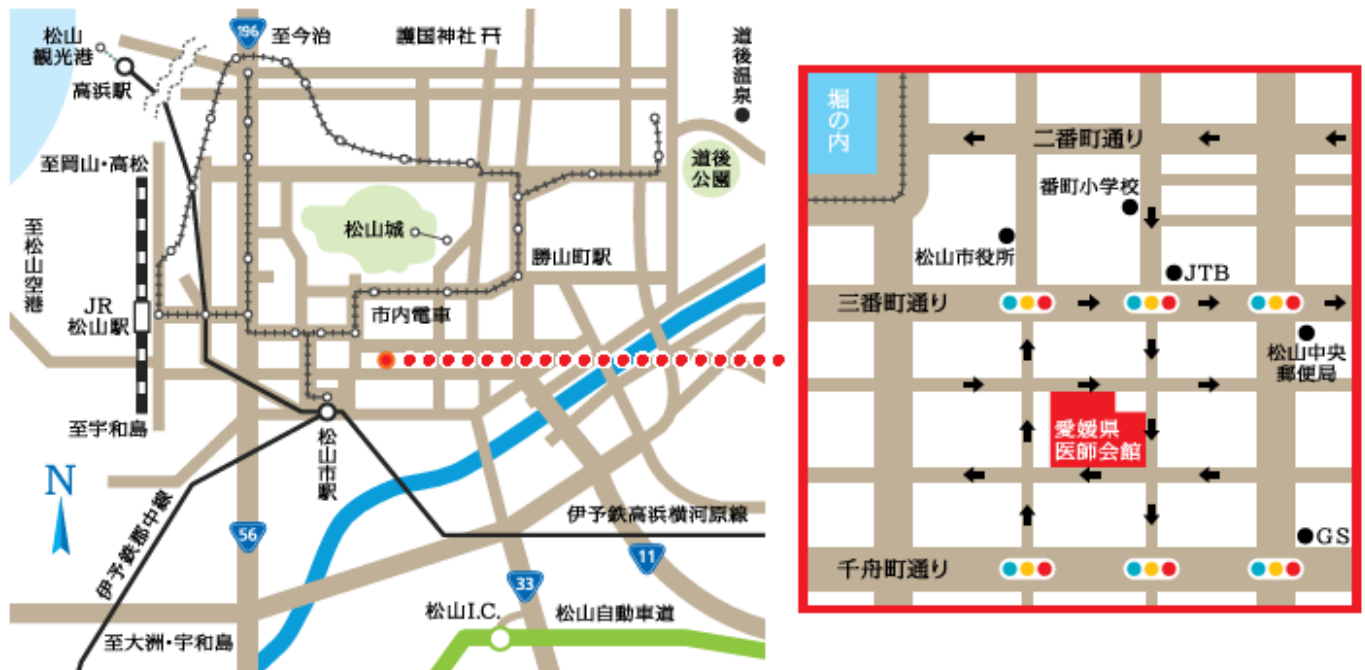 松山
観光港
高浜駅
196
至今治
護国神社
道後温泉
至岡山・高松
道後
公園
至松山空港
松山城
勝山町駅
JR
松山駅
市内電車
至宇和島
松山市駅
N
伊予鉄郡中線
伊予鉄高浜横河原線
56
11
33
松山I.C.
松山自動車道
至大洲・宇和島
堀の内
二番町通り
番町小学校
松山市役所
JTB
三番町通り
松山中央
郵便局
愛媛県
医師会館
GS
千舟町通り